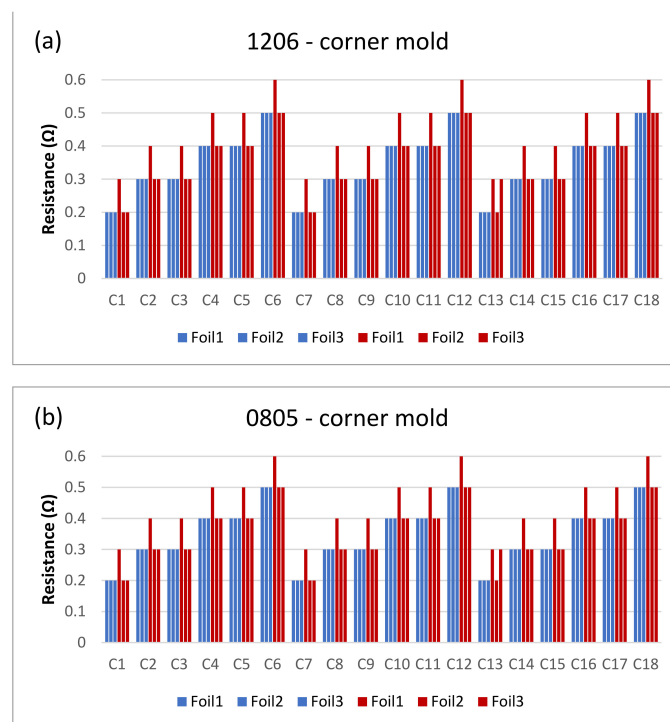 (a)
1206 - corner mold
Resistance (Ω)
0.6
0.5
0.4
0.3
0.2
0.1
0
C1 C2 C3 C4 C5 C6 C7 C8 C9 C10 C11 C12 C13 C14 C15 C16 C17 C18
Foil1 Foil2 Foil3 Foil1 Foil2 Foil3
(b)
0805 - corner mold
Resistance (Ω)
0.6
0.5
0.4
0.3
0.2
0.1
0
C1 C2 C3 C4 C5 C6 C7 C8 C9 C10 C11 C12 C13 C14 C15 C16 C17 C18
Foil1 Foil2 Foil3 Foil1 Foil2 Foil3